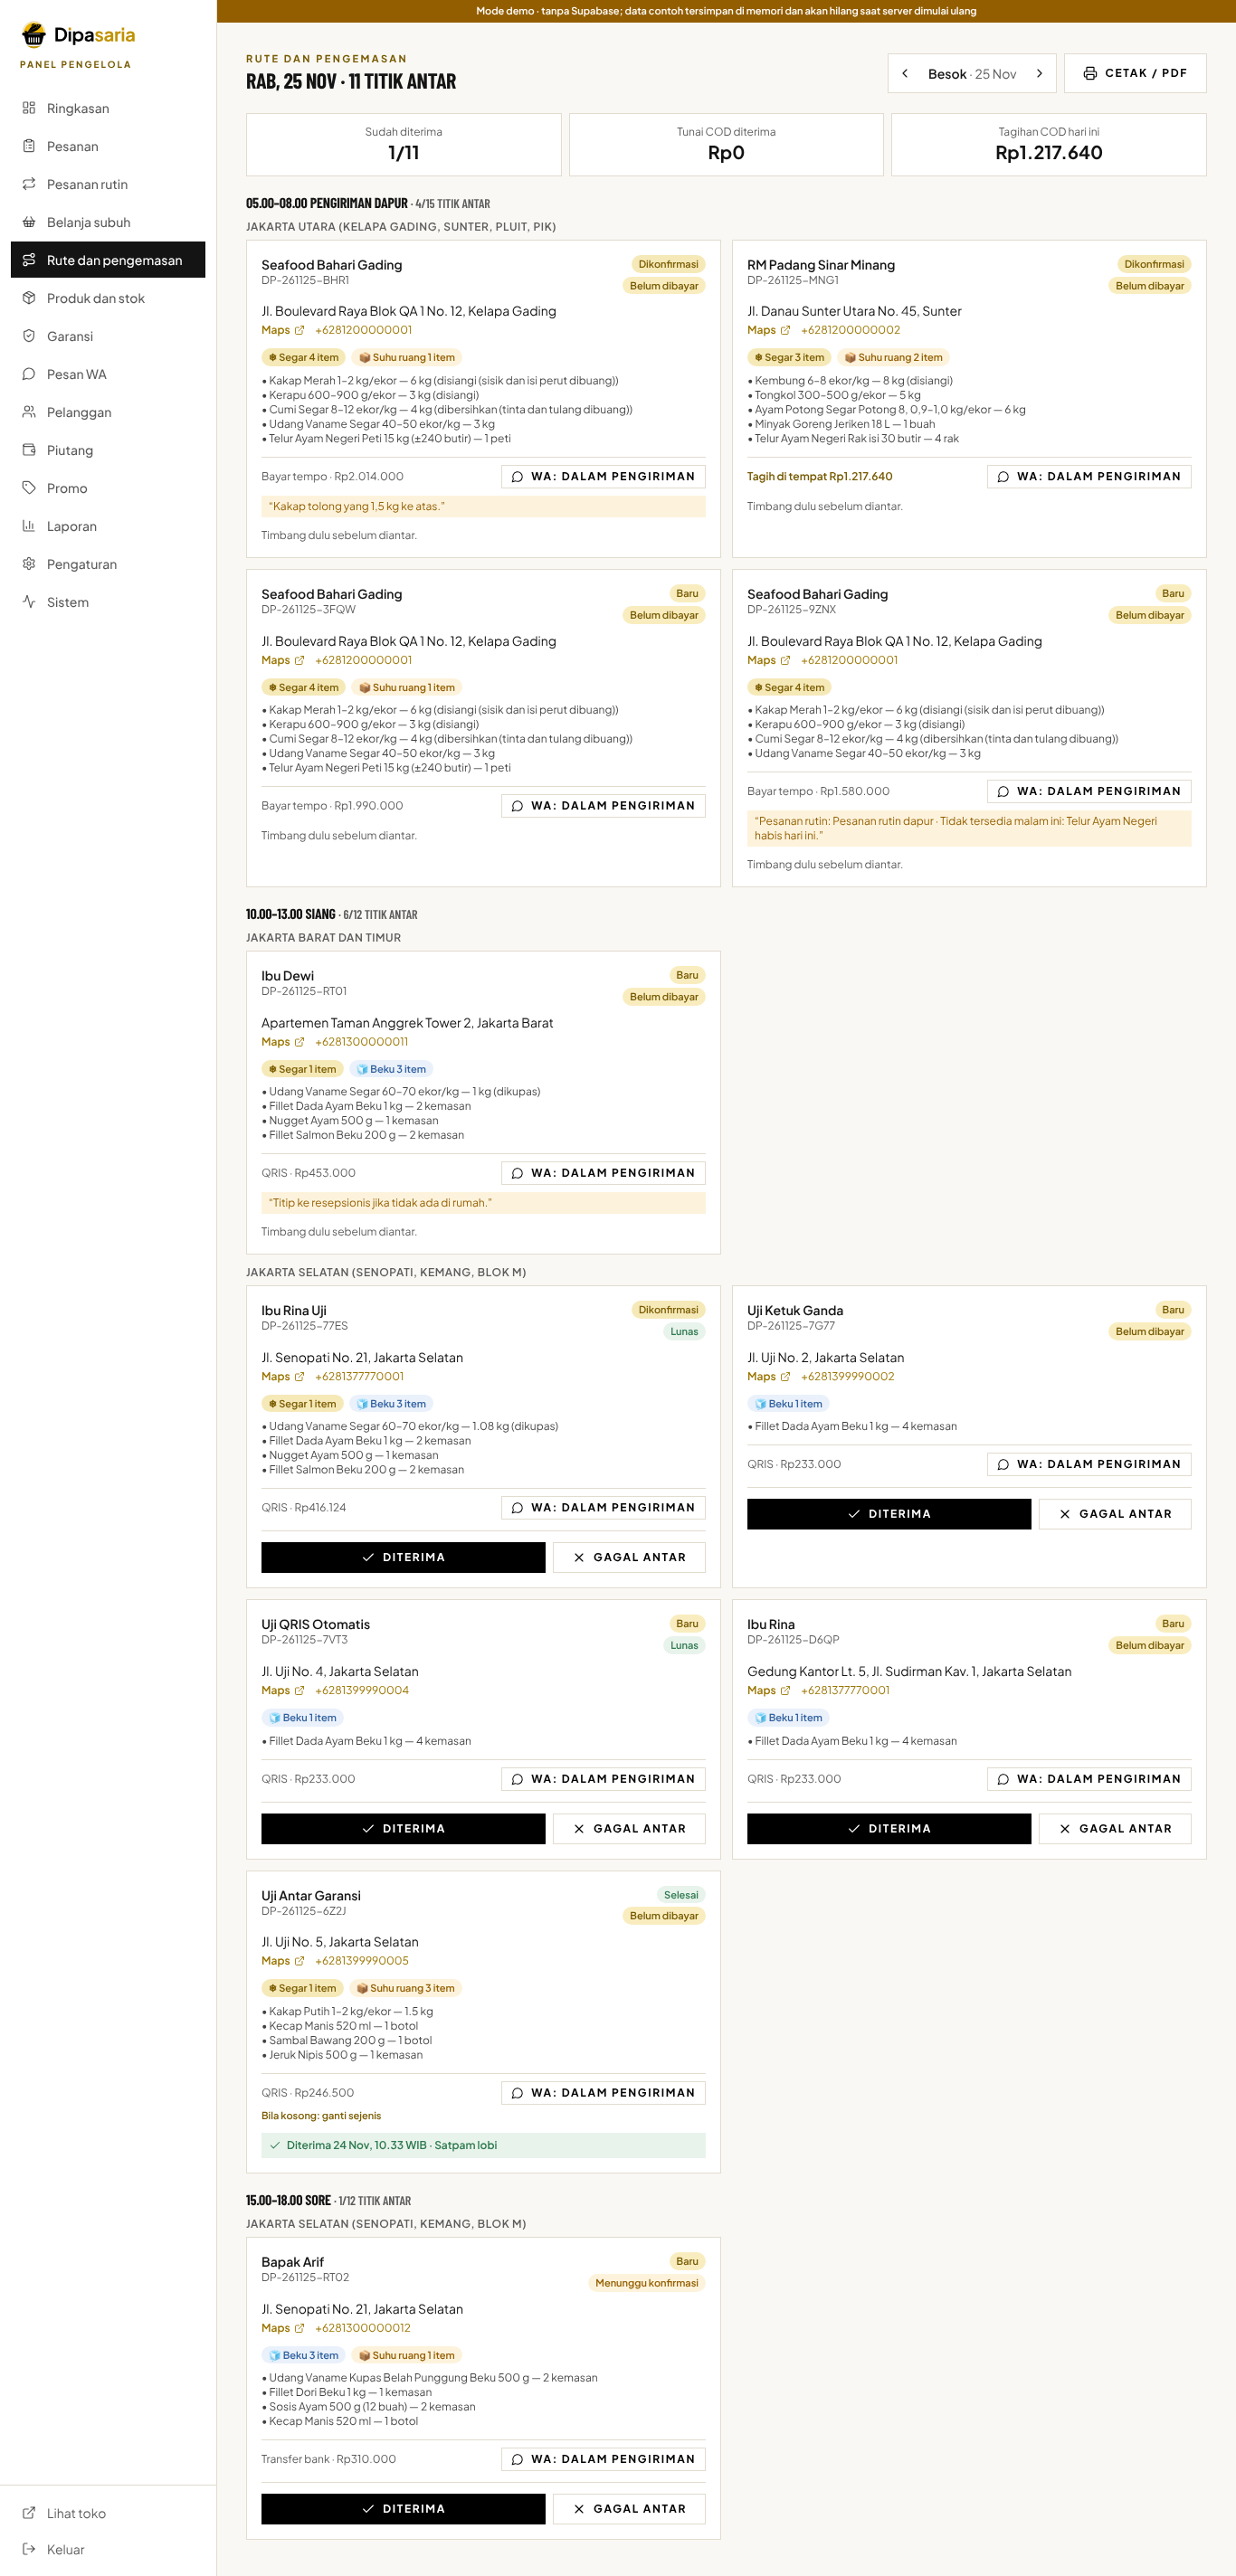 Mode demo · tanpa Supabase; data contoh tersimpan di memori dan akan hilang saat server dimulai ulang
Dipasaria
PANEL PENGELOLA
Ringkasan
Pesanan
Pesanan rutin
Belanja subuh
Rute dan pengemasan
Produk dan stok
Garansi
Pesan WA
Pelanggan
Piutang
Promo
Laporan
Pengaturan
Sistem
Lihat toko
Keluar
RUTE DAN PENGEMASAN
RAB, 25 NOV · 11 TITIK ANTAR
Besok · 25 Nov
CETAK / PDF
Sudah diterima
1/11
Tunai COD diterima
Rp0
Tagihan COD hari ini
Rp1.217.640
05.00–08.00 PENGIRIMAN DAPUR · 4/15 TITIK ANTAR
JAKARTA UTARA (KELAPA GADING, SUNTER, PLUIT, PIK)
Seafood Bahari Gading
Dikonfirmasi
DP-261125-BHR1
Belum dibayar
Jl. Boulevard Raya Blok QA 1 No. 12, Kelapa Gading
Maps +6281200000001
Segar 4 item Suhu ruang 1 item
• Kakap Merah 1–2 kg/ekor — 6 kg (disiangi (sisik dan isi perut dibuang))
• Kerapu 600–900 g/ekor — 3 kg (disiangi)
• Cumi Segar 8–12 ekor/kg — 4 kg (dibersihkan (tinta dan tulang dibuang))
• Udang Vaname Segar 40–50 ekor/kg — 3 kg
• Telur Ayam Negeri Peti 15 kg (±240 butir) — 1 peti
Bayar tempo · Rp2.014.000
WA: DALAM PENGIRIMAN
“Kakap tolong yang 1,5 kg ke atas.”
Timbang dulu sebelum diantar.
RM Padang Sinar Minang
Dikonfirmasi
DP-261125-MNG1
Belum dibayar
Jl. Danau Sunter Utara No. 45, Sunter
Maps +6281200000002
Segar 3 item Suhu ruang 2 item
• Kembung 6–8 ekor/kg — 8 kg (disiangi)
• Tongkol 300–500 g/ekor — 5 kg
• Ayam Potong Segar Potong 8, 0,9–1,0 kg/ekor — 6 kg
• Minyak Goreng Jeriken 18 L — 1 buah
• Telur Ayam Negeri Rak isi 30 butir — 4 rak
Tagih di tempat Rp1.217.640
WA: DALAM PENGIRIMAN
Timbang dulu sebelum diantar.
Seafood Bahari Gading
Baru
DP-261125-3FQW
Belum dibayar
Jl. Boulevard Raya Blok QA 1 No. 12, Kelapa Gading
Maps +6281200000001
Segar 4 item Suhu ruang 1 item
• Kakap Merah 1–2 kg/ekor — 6 kg (disiangi (sisik dan isi perut dibuang))
• Kerapu 600–900 g/ekor — 3 kg (disiangi)
• Cumi Segar 8–12 ekor/kg — 4 kg (dibersihkan (tinta dan tulang dibuang))
• Udang Vaname Segar 40–50 ekor/kg — 3 kg
• Telur Ayam Negeri Peti 15 kg (±240 butir) — 1 peti
Bayar tempo · Rp1.990.000
WA: DALAM PENGIRIMAN
Timbang dulu sebelum diantar.
Seafood Bahari Gading
Baru
DP-261125-9ZNX
Belum dibayar
Jl. Boulevard Raya Blok QA 1 No. 12, Kelapa Gading
Maps +6281200000001
Segar 4 item
• Kakap Merah 1–2 kg/ekor — 6 kg (disiangi (sisik dan isi perut dibuang))
• Kerapu 600–900 g/ekor — 3 kg (disiangi)
• Cumi Segar 8–12 ekor/kg — 4 kg (dibersihkan (tinta dan tulang dibuang))
• Udang Vaname Segar 40–50 ekor/kg — 3 kg
Bayar tempo · Rp1.580.000
WA: DALAM PENGIRIMAN
“Pesanan rutin: Pesanan rutin dapur · Tidak tersedia malam ini: Telur Ayam Negeri
habis hari ini.”
Timbang dulu sebelum diantar.
10.00–13.00 SIANG · 6/12 TITIK ANTAR
JAKARTA BARAT DAN TIMUR
Ibu Dewi
Baru
DP-261125-RT01
Belum dibayar
Apartemen Taman Anggrek Tower 2, Jakarta Barat
Maps +6281300000011
Segar 1 item Beku 3 item
• Udang Vaname Segar 60–70 ekor/kg — 1 kg (dikupas)
• Fillet Dada Ayam Beku 1 kg — 2 kemasan
• Nugget Ayam 500 g — 1 kemasan
• Fillet Salmon Beku 200 g — 2 kemasan
QRIS · Rp453.000
WA: DALAM PENGIRIMAN
“Titip ke resepsionis jika tidak ada di rumah.”
Timbang dulu sebelum diantar.
JAKARTA SELATAN (SENOPATI, KEMANG, BLOK M)
Ibu Rina Uji
Dikonfirmasi
DP-261125-77ES
Lunas
Jl. Senopati No. 21, Jakarta Selatan
Maps +6281377770001
Segar 1 item Beku 3 item
• Udang Vaname Segar 60–70 ekor/kg — 1.08 kg (dikupas)
• Fillet Dada Ayam Beku 1 kg — 2 kemasan
• Nugget Ayam 500 g — 1 kemasan
• Fillet Salmon Beku 200 g — 2 kemasan
QRIS · Rp416.124
WA: DALAM PENGIRIMAN
DITERIMA
GAGAL ANTAR
Uji Ketuk Ganda
Baru
DP-261125-7G77
Belum dibayar
Jl. Uji No. 2, Jakarta Selatan
Maps +6281399990002
Beku 1 item
• Fillet Dada Ayam Beku 1 kg — 4 kemasan
QRIS · Rp233.000
WA: DALAM PENGIRIMAN
DITERIMA
GAGAL ANTAR
Uji QRIS Otomatis
Baru
DP-261125-7VT3
Lunas
Jl. Uji No. 4, Jakarta Selatan
Maps +6281399990004
Beku 1 item
• Fillet Dada Ayam Beku 1 kg — 4 kemasan
QRIS · Rp233.000
WA: DALAM PENGIRIMAN
DITERIMA
GAGAL ANTAR
Ibu Rina
Baru
DP-261125-D6QP
Belum dibayar
Gedung Kantor Lt. 5, Jl. Sudirman Kav. 1, Jakarta Selatan
Maps +6281377770001
Beku 1 item
• Fillet Dada Ayam Beku 1 kg — 4 kemasan
QRIS · Rp233.000
WA: DALAM PENGIRIMAN
DITERIMA
GAGAL ANTAR
Uji Antar Garansi
Selesai
DP-261125-6Z2J
Belum dibayar
Jl. Uji No. 5, Jakarta Selatan
Maps +6281399990005
Segar 1 item Suhu ruang 3 item
• Kakap Putih 1–2 kg/ekor — 1.5 kg
• Kecap Manis 520 ml — 1 botol
• Sambal Bawang 200 g — 1 botol
• Jeruk Nipis 500 g — 1 kemasan
QRIS · Rp246.500
WA: DALAM PENGIRIMAN
Bila kosong: ganti sejenis
Diterima 24 Nov, 10.33 WIB · Satpam lobi
15.00–18.00 SORE · 1/12 TITIK ANTAR
JAKARTA SELATAN (SENOPATI, KEMANG, BLOK M)
Bapak Arif
Baru
DP-261125-RT02
Menunggu konfirmasi
Jl. Senopati No. 21, Jakarta Selatan
Maps +6281300000012
Beku 3 item Suhu ruang 1 item
• Udang Vaname Kupas Belah Punggung Beku 500 g — 2 kemasan
• Fillet Dori Beku 1 kg — 1 kemasan
• Sosis Ayam 500 g (12 buah) — 2 kemasan
• Kecap Manis 520 ml — 1 botol
Transfer bank · Rp310.000
WA: DALAM PENGIRIMAN
DITERIMA
GAGAL ANTAR